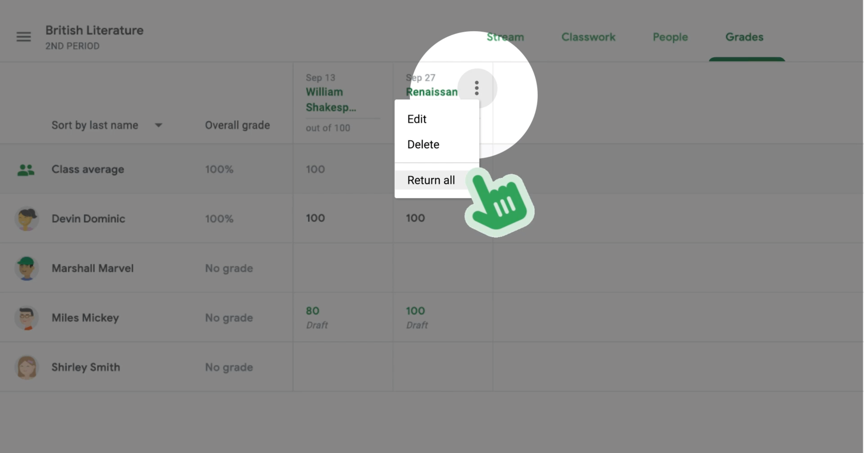 British Literature
2ND PERIOD
Stream
Classwork
People
Grades
Sort by last name
Overall grade
Sep 13
William
Shakesp...
out of 100
Sep 27
Renaissan
Edit
Delete
Return all
Class average
100%
100
Devin Dominic
100%
100
100
Marshall Marvel
No grade
Miles Mickey
No grade
80
Draft
100
Draft
Shirley Smith
No grade